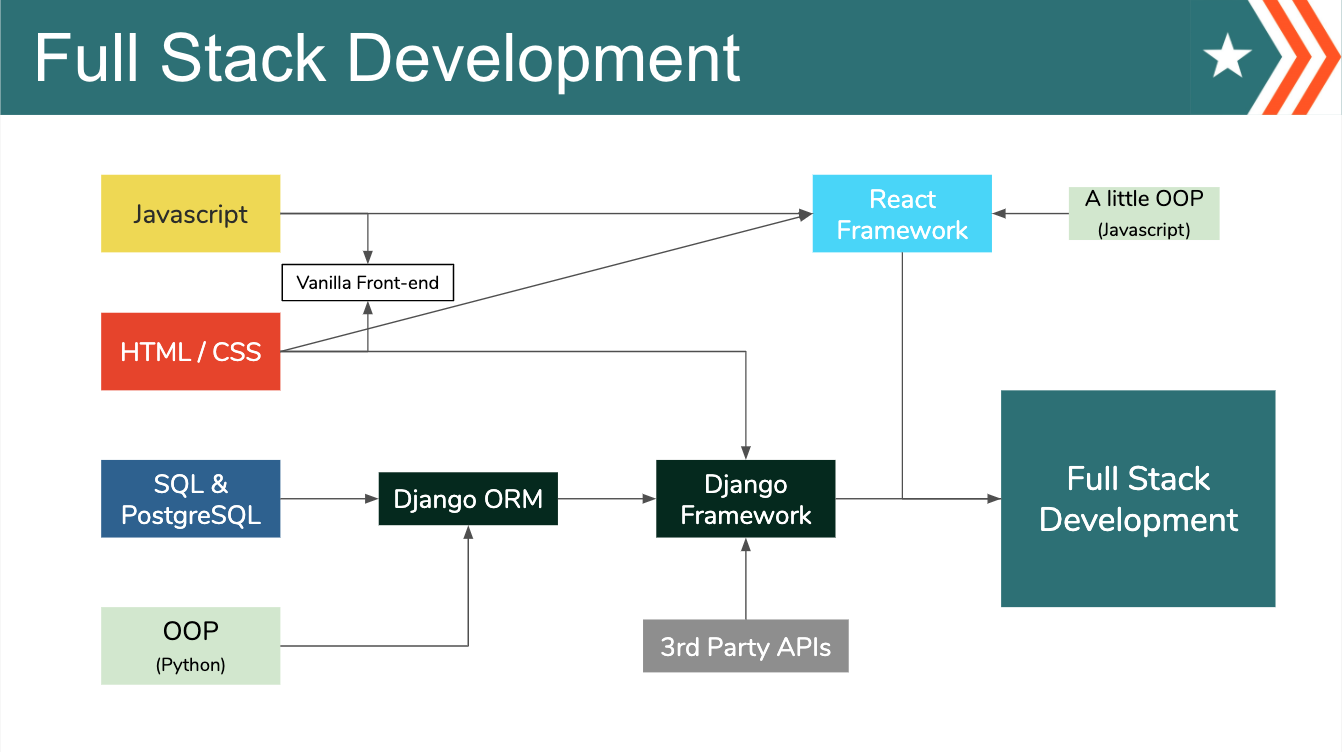 Full Stack Development
Javascript
React
Framework
A little OOP
(Javascript)
Vanilla Front-end
HTML / CSS
SQL &
PostgreSQL
Django ORM
Django
Framework
Full Stack
Development
OOP
(Python)
3rd Party APIs